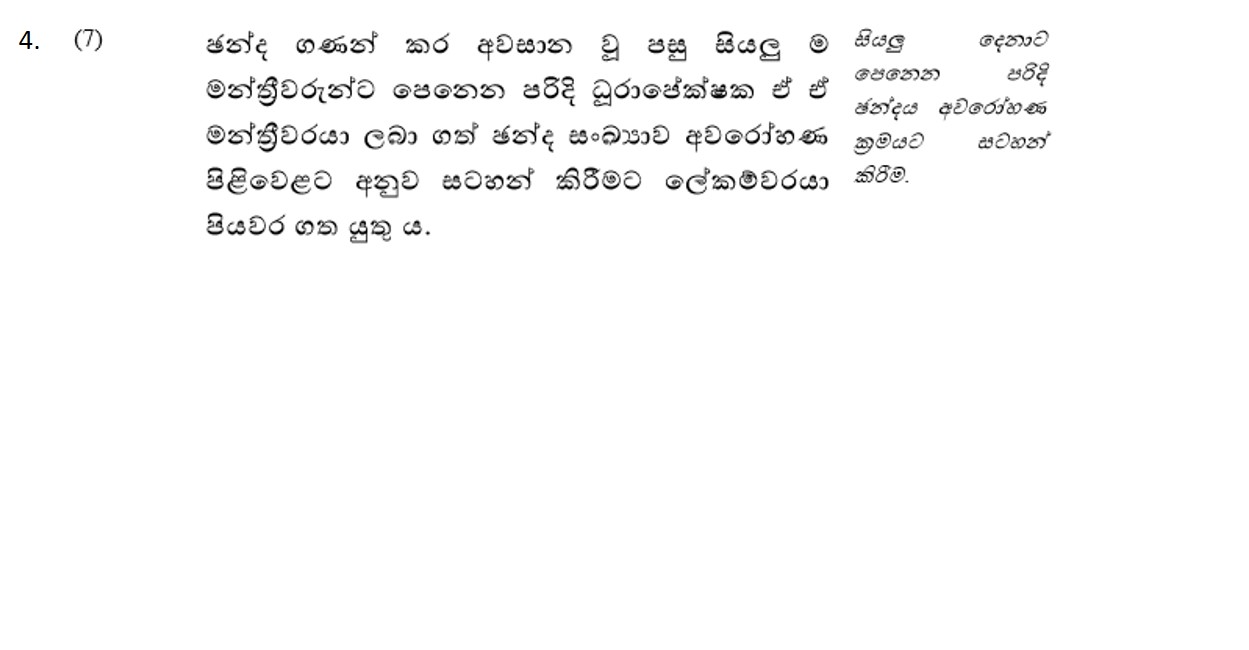 4. (7)
ඡන්ද ගණන් කර අවසාන වූ පසු සියලු ම
මන්ත්‍රීවරුන්ට පෙනෙන පරිදි ධූරාපේක්ෂක ඒ ඒ
මන්ත්‍රීවරයා ලබා ගත් ඡන්ද සංඛ්‍යාව අවරෝහණ
පිළිවෙළට අනුව සටහන් කිරීමට ලේකම්වරයා
පියවර ගත යුතු ය.
සියලු දෙනාට
පෙනෙන පරිදි
ඡන්දය අවරෝහණ
ක්‍රමයට සටහන්
කිරීම.